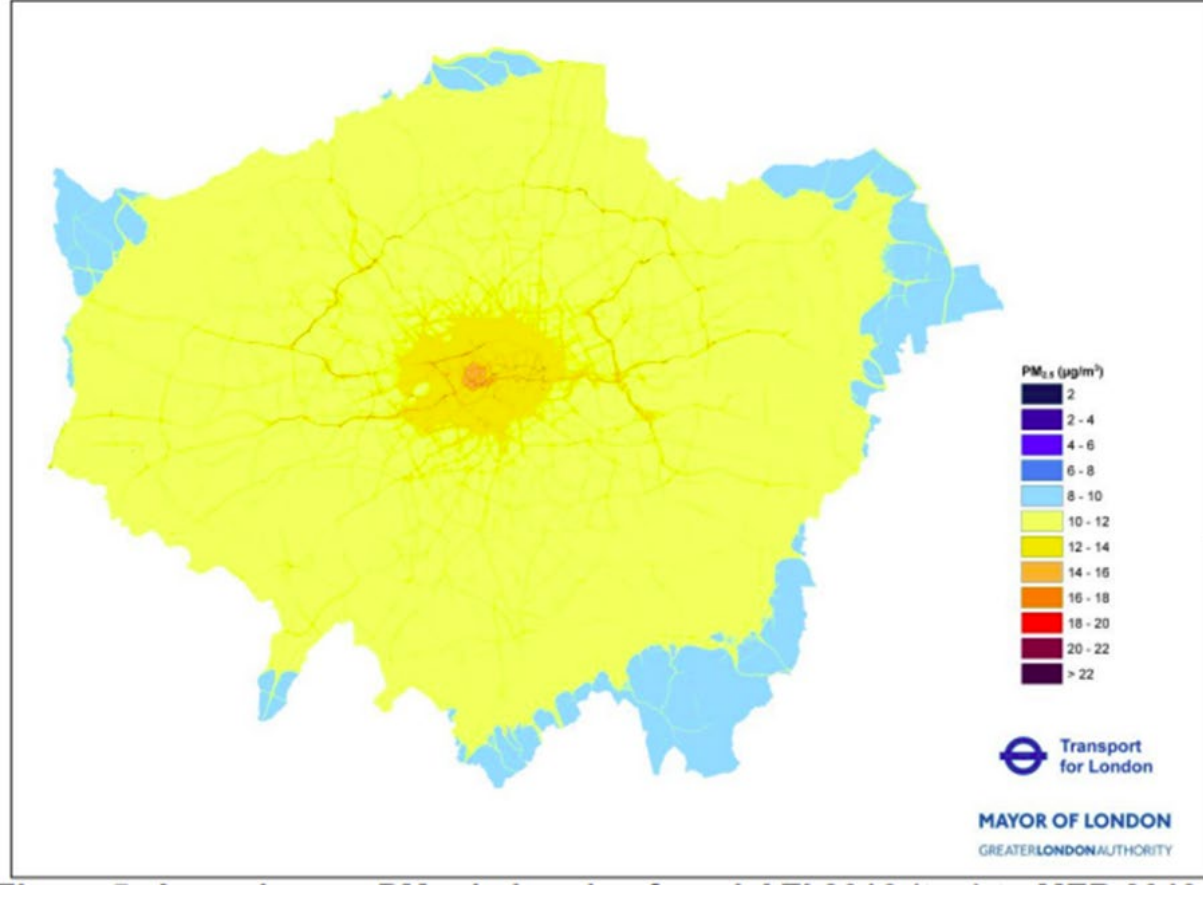 PM2.5 (µg/m3)
2
2 - 4
4 - 6
6 - 8
8 - 10
10 - 12
12 - 14
14 - 16
16 - 18
18 - 20
20 - 22
> 22
Transport
for London
MAYOR OF LONDON
GREATERLONDONAUTHORITY